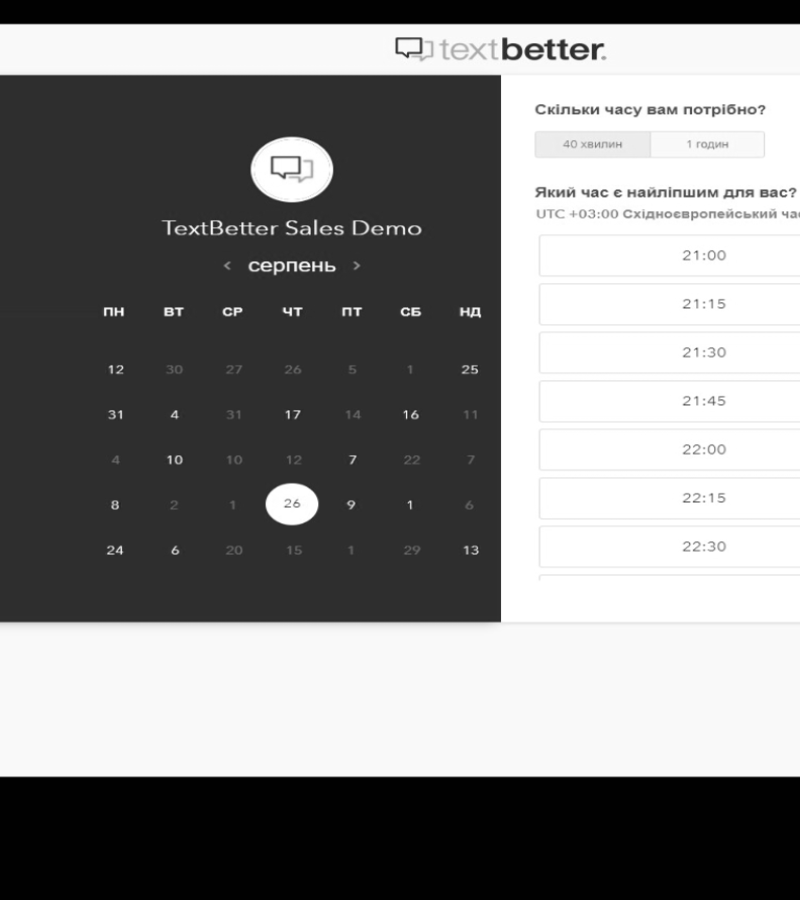 textbetter.
TextBetter Sales Demo
< серпень >
ПН ВТ СР ЧТ ПТ СБ НД
12 30 27 26 5 1 25
31 4 31 17 14 16 11
4 10 10 12 7 22 7
8 2 1 26 9 1 6
24 6 20 15 1 29 13
Скільки часу вам потрібно?
40 хвилин 1 годин
Який час є найліпшим для вас?
UTC +03:00 Східноєвропейський ча
21:00
21:15
21:30
21:45
22:00
22:15
22:30